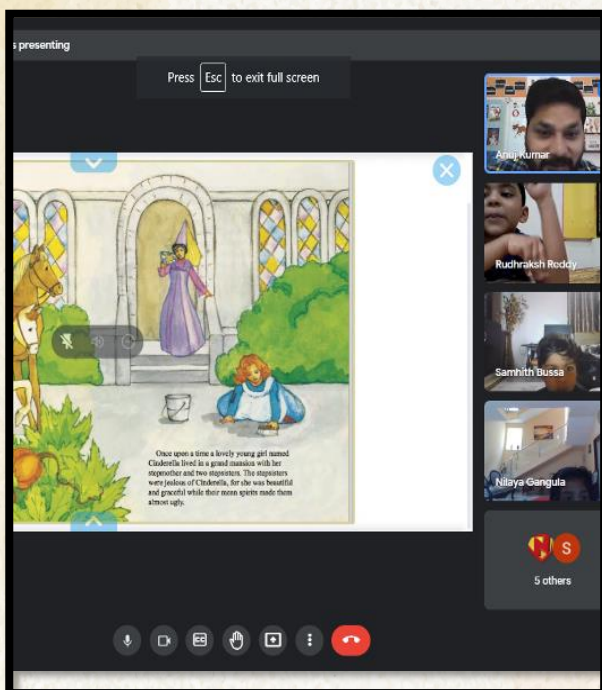 s presenting
Press Esc to exit full screen
Anuj Kumar
Rudhraksh Reddy
Samhith Bussa
Nilaya Gangula
Once upon a time a lovely young girl named
Cinderella lived in a grand mansion with her
stepmother and two stepsisters. The stepsisters
were jealous of Cinderella, for she was beautiful
and graceful while their mean spirits made them
almost ugly.
N S
5 others
CC